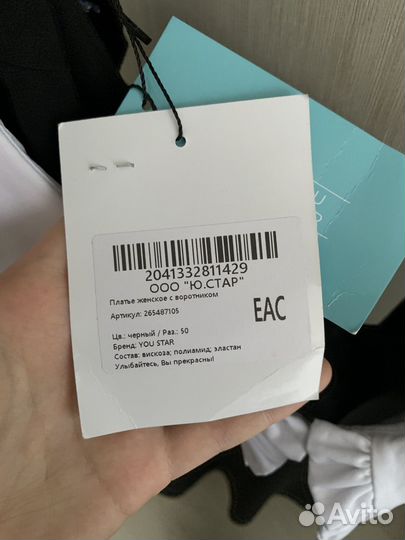 2041332811429
ООО "Ю.СТАР"
Платье женское с воротником
Артикул: 265487105
EAC
Цв.: черный / Раз.: 50
Бренд: YOU STAR
Состав: вискоза; полиамид; эластан
Улыбайтесь, Вы прекрасны!
Avito